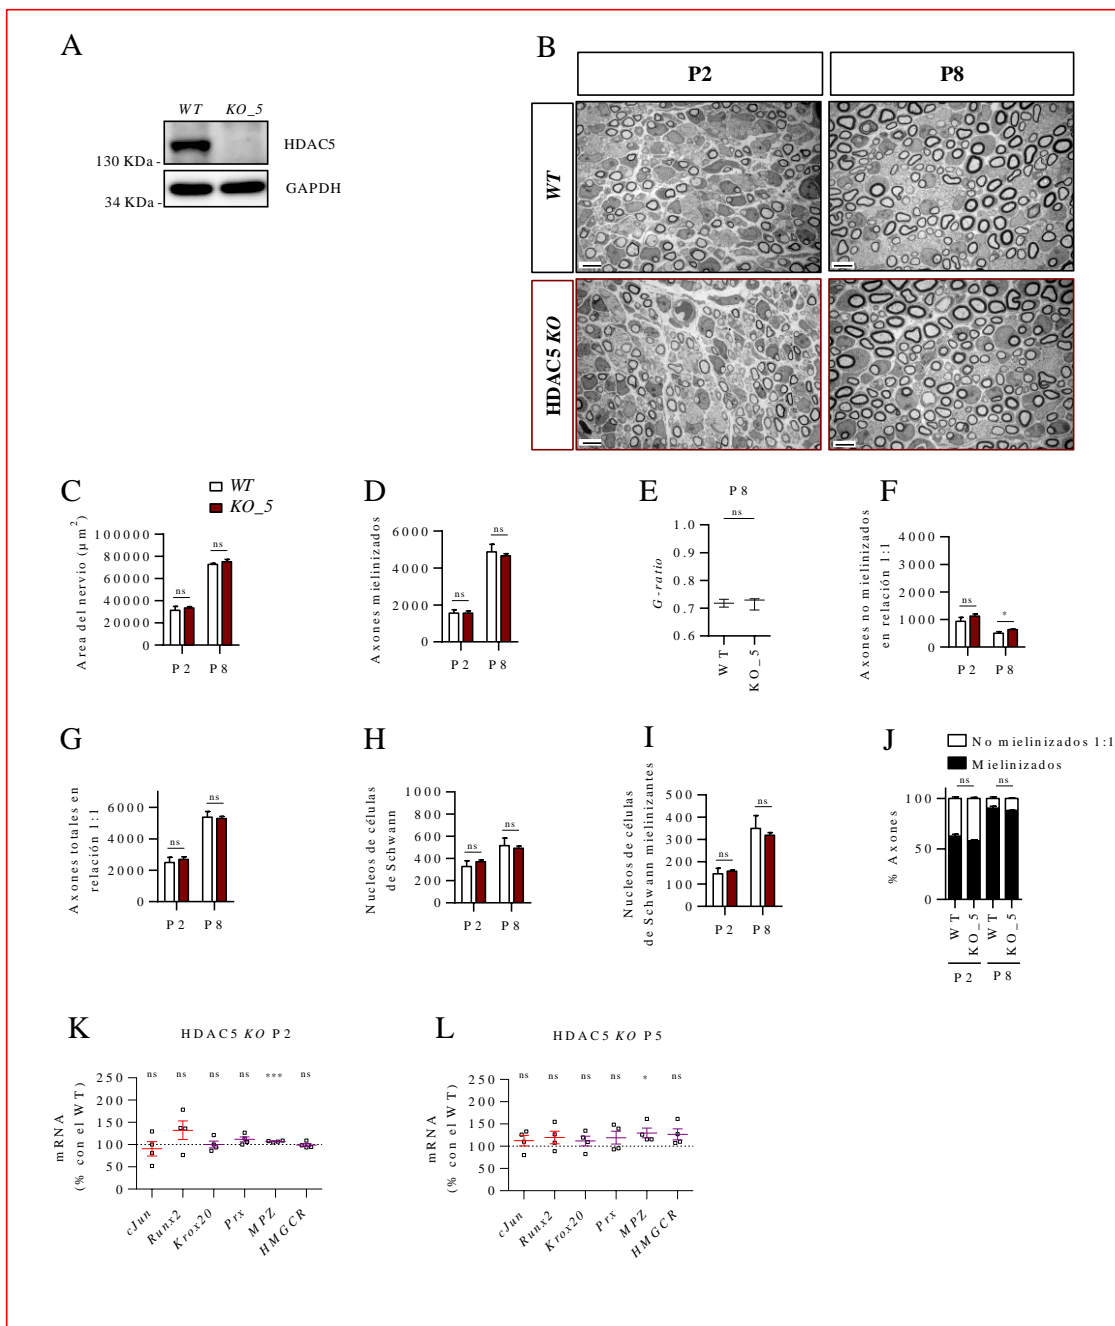 A
WT KO_5
HDAC5
130 KDa -
GAPDH
34 KDa -
B
P2 P8
WT
HDAC5 KO
C
WT
KO_5
Area del nervio (µm²)
100000
80000
60000
40000
20000
0
ns
ns
P2 P8
D
Axones mielinizados
6000
4000
2000
0
ns
ns
P2 P8
E
P8
ns
G-ratio
1.0
0.9
0.8
0.7
0.6
WT
KO_5
F
Axones no mielinizados
en relación 1:1
4000
3000
2000
1000
0
ns
*
P2 P8
G
Axones totales en
relación 1:1
6000
4000
2000
0
ns
ns
P2 P8
H
Nucleos de células
de Schwann
1000
800
600
400
200
0
ns
ns
P2 P8
I
Nucleos de células
de Schwann mielinizantes
500
400
300
200
100
0
ns
ns
P2 P8
J
No mielinizados 1:1
Mielinizados
% Axones
100
50
0
ns ns
WT
KO_5
WT
KO_5
P2 P8
K
HDAC5 KO P2
mRNA
(% con el WT)
250
200
150
100
50
0
ns ns ns ns *** ns
cJun
Runx2
Krox20
Prx
MPZ
HMGCR
L
HDAC5 KO P5
mRNA
(% con el WT)
250
200
150
100
50
0
ns ns ns ns * ns
cJun
Runx2
Krox20
Prx
MPZ
HMGCR